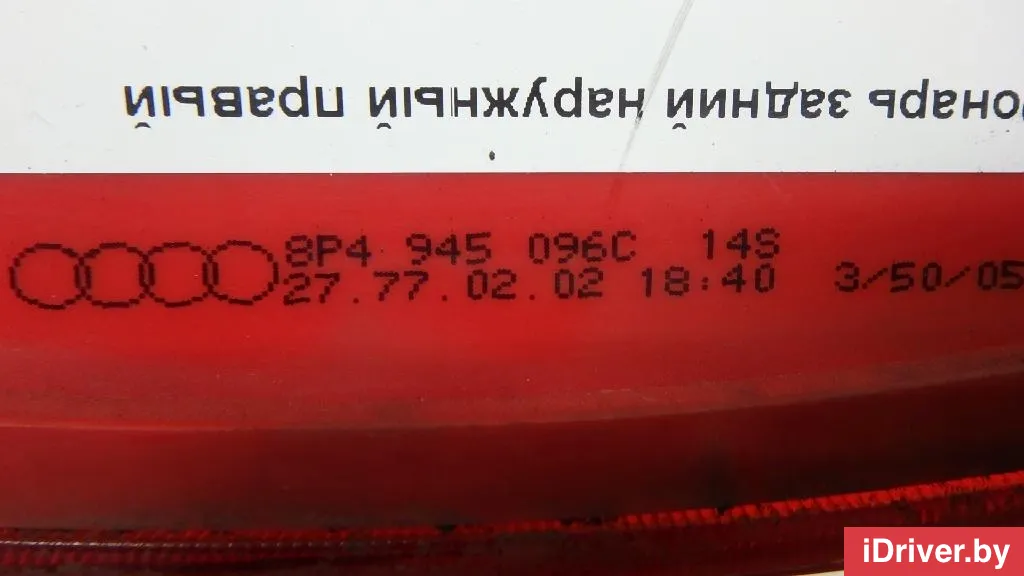 фонарь задний наружный правый
8P4 945 096C 14S
27.77.02.02 18:40 3/50/05
iDriver.by